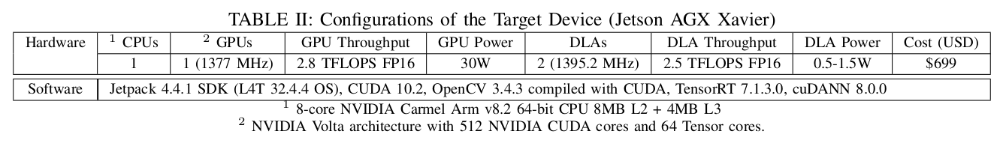 TABLE II: Configurations of the Target Device (Jetson AGX Xavier)
Hardware ¹ CPUs ² GPUs GPU Throughput GPU Power DLAs DLA Throughput DLA Power Cost (USD)
1 1 (1377 MHz) 2.8 TFLOPS FP16 30W 2 (1395.2 MHz) 2.5 TFLOPS FP16 0.5-1.5W $699
Software Jetpack 4.4.1 SDK (L4T 32.4.4 OS), CUDA 10.2, OpenCV 3.4.3 compiled with CUDA, TensorRT 7.1.3.0, cuDANN 8.0.0
¹ 8-core NVIDIA Carmel Arm v8.2 64-bit CPU 8MB L2 + 4MB L3
² NVIDIA Volta architecture with 512 NVIDIA CUDA cores and 64 Tensor cores.